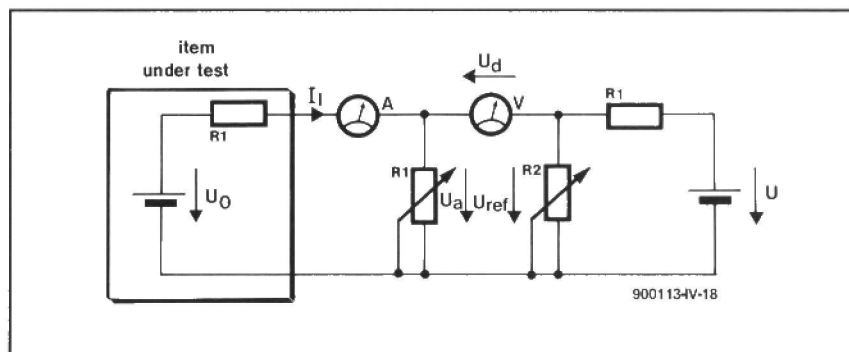 item
under test
R1
I1
A
Ud
V
R1
U0
R1
Ua
Uref
R2
U
900113-IV-18